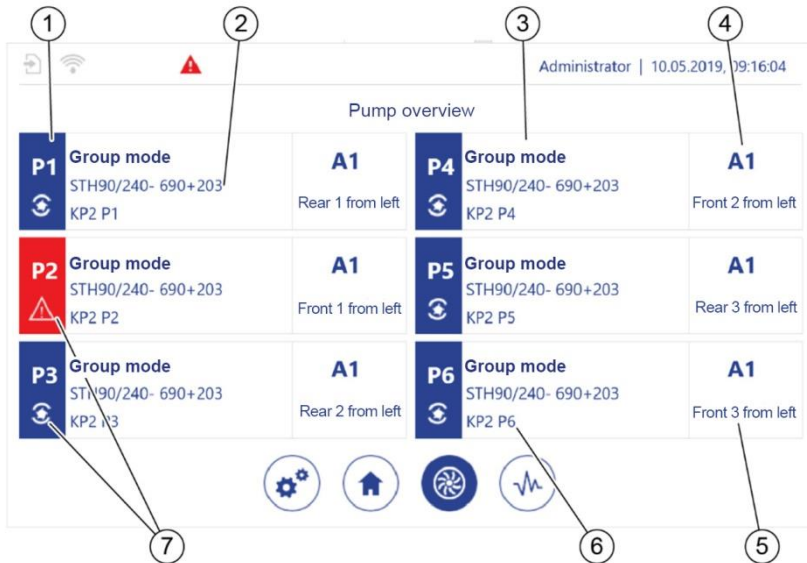 1 2 3 4
Administrator | 10.05.2019, 09:16:04
Pump overview
P1 Group mode
STH90/240- 690+203
KP2 P1
A1
Rear 1 from left
P4 Group mode
STH90/240- 690+203
KP2 P4
A1
Front 2 from left
P2 Group mode
STH90/240- 690+203
KP2 P2
A1
Front 1 from left
P5 Group mode
STH90/240- 690+203
KP2 P5
A1
Rear 3 from left
P3 Group mode
STH90/240- 690+203
KP2 P3
A1
Rear 2 from left
P6 Group mode
STH90/240- 690+203
KP2 P6
A1
Front 3 from left
7 6 5